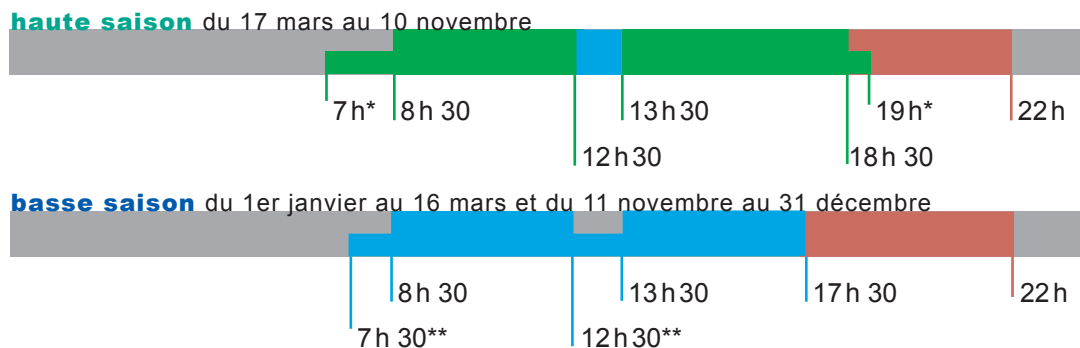 haute saison du 17 mars au 10 novembre
7 h* 8 h 30 13 h 30 19 h* 22 h
12 h 30 18 h 30
basse saison du 1er janvier au 16 mars et du 11 novembre au 31 décembre
8 h 30 13 h 30 17 h 30 22 h
7 h 30** 12 h 30**